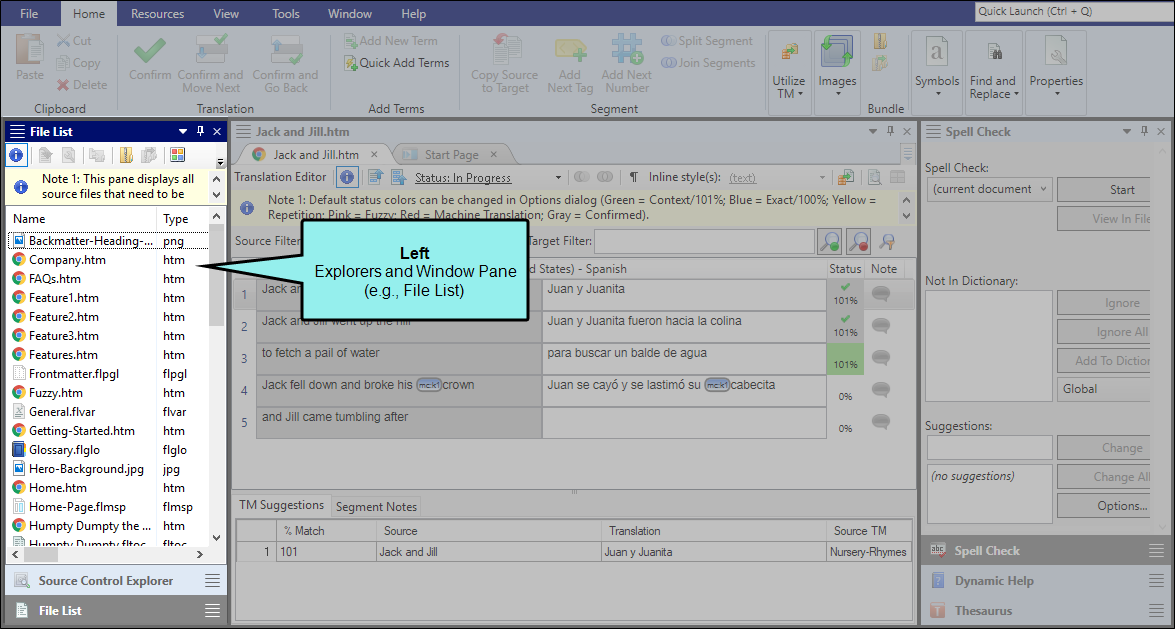 File Home Resources View Tools Window Help Quick Launch (Ctrl + Q)
Paste
Cut
Copy
Delete
Clipboard
Confirm
Confirm and Move Next
Confirm and Go Back
Translation
Add New Term
Quick Add Terms
Add Terms
Copy Source to Target
Add Next Tag
Add Next Number
Split Segment
Join Segments
Segment
Utilize TM
Images
Bundle
Symbols
Find and Replace
Properties
File List
Note 1: This pane displays all
source files that need to be
Name Type
Backmatter-Heading-... png
Company.htm htm
FAQs.htm htm
Feature1.htm htm
Feature2.htm htm
Feature3.htm htm
Features.htm htm
Frontmatter.flpgl flpgl
Fuzzy.htm htm
General.flvar flvar
Getting-Started.htm htm
Glossary.flglo flglo
Hero-Background.jpg jpg
Home.htm htm
Home-Page.flmsp flmsp
Humpty Dumpty the ... htm
Humpty Dumpty.fltoc fltoc
Source Control Explorer
File List
Jack and Jill.htm
Jack and Jill.htm Start Page
Translation Editor Status: In Progress ¶ Inline style(s): (text)
Note 1: Default status colors can be changed in Options dialog (Green = Context/101%; Blue = Exact/100%; Yellow =
Repetition; Pink = Fuzzy; Red = Machine Translation; Gray = Confirmed).
Source Filter Target Filter:
Left
Explorers and Window Pane
(e.g., File List)
d States) - Spanish Status Note
1 Jack an Juan y Juanita 101%
2 Jack and Jill went up the hill Juan y Juanita fueron hacia la colina 101%
3 to fetch a pail of water para buscar un balde de agua 101%
4 Jack fell down and broke his mc:k1 crown Juan se cayó y se lastimó su mc:k1 cabecita 0%
5 and Jill came tumbling after 0%
TM Suggestions Segment Notes
% Match Source Translation Source TM
1 101 Jack and Jill Juan y Juanita Nursery-Rhymes
Spell Check
Spell Check:
(current document Start
View In File
Not In Dictionary:
Ignore
Ignore All
Add To Diction
Global
Suggestions:
Change
(no suggestions) Change All
Options...
Spell Check
Dynamic Help
Thesaurus